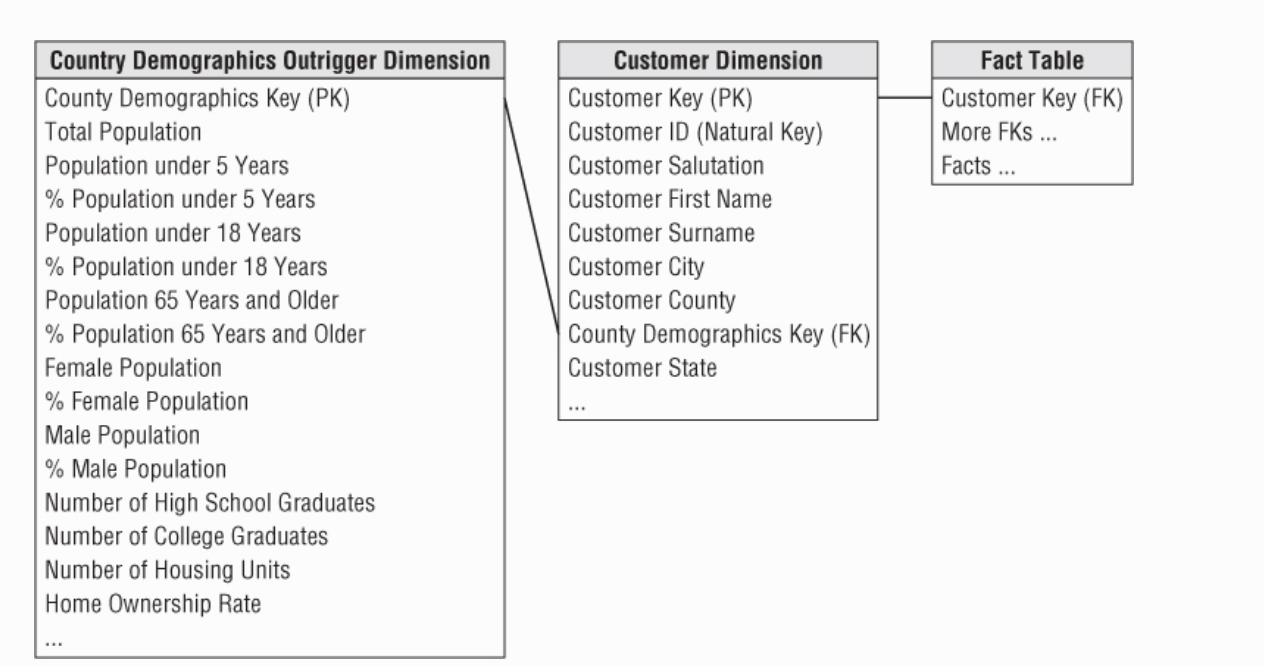 Country Demographics Outrigger Dimension
County Demographics Key (PK)
Total Population
Population under 5 Years
% Population under 5 Years
Population under 18 Years
% Population under 18 Years
Population 65 Years and Older
% Population 65 Years and Older
Female Population
% Female Population
Male Population
% Male Population
Number of High School Graduates
Number of College Graduates
Number of Housing Units
Home Ownership Rate
...
Customer Dimension
Customer Key (PK)
Customer ID (Natural Key)
Customer Salutation
Customer First Name
Customer Surname
Customer City
Customer County
County Demographics Key (FK)
Customer State
...
Fact Table
Customer Key (FK)
More FKs ...
Facts ...